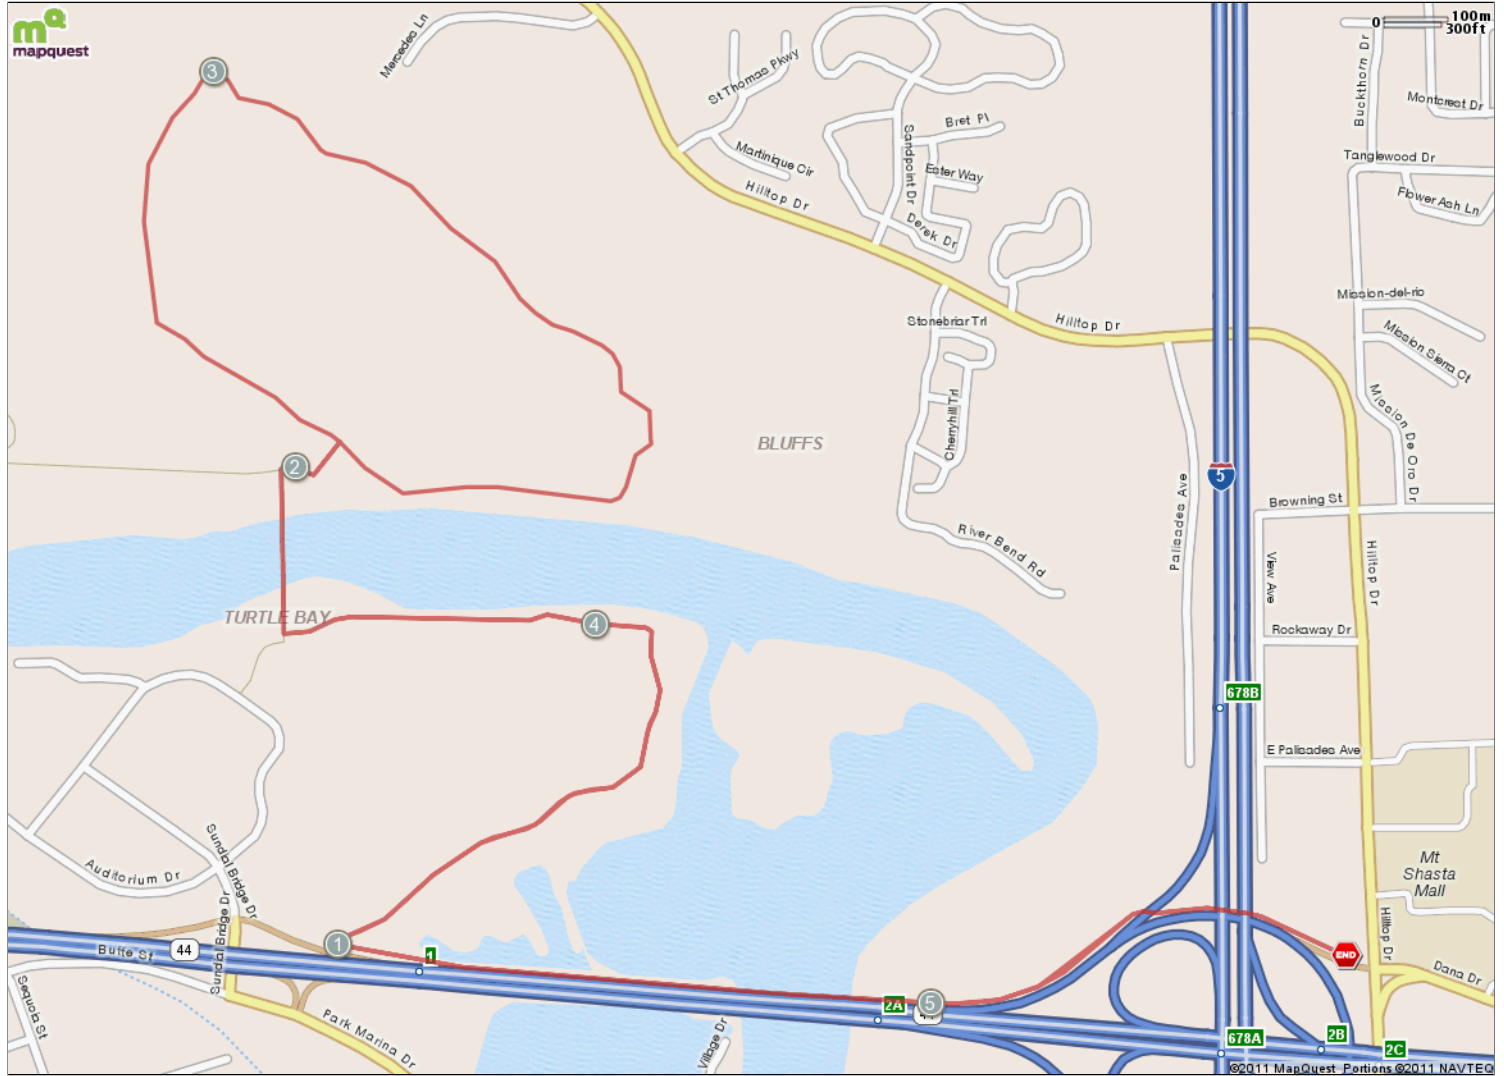 mQ
mapquest
0
100m
300ft
Mercedes Ln
3
St Thomas Pkwy
Martinique Cir
Hilltop Dr
Sandpoint Dr
Bret Pl
Ester Way
Derek Dr
Buckthorn Dr
Montcrest Dr
Tanglewood Dr
Flower Ash Ln
Mission-del-rio
Mission Sierra Ct
Mission De Oro Dr
Stonebriar Trl
Hilltop Dr
Cherryhill Trl
BLUFFS
2
5
Palisades Ave
Browning St
River Bend Rd
View Ave
Hilltop Dr
TURTLE BAY
4
Rockaway Dr
678B
E Palisades Ave
Mt
Shasta
Mall
Sundial Bridge Dr
Auditorium Dr
Sundial Bridge Dr
Hilltop Dr
1
1
44
Butte St
END
Dana Dr
Sequoia St
Park Marina Dr
2A
5
Village Dr
678A
2B
2C
©2011 MapQuest Portions ©2011 NAVTEQ